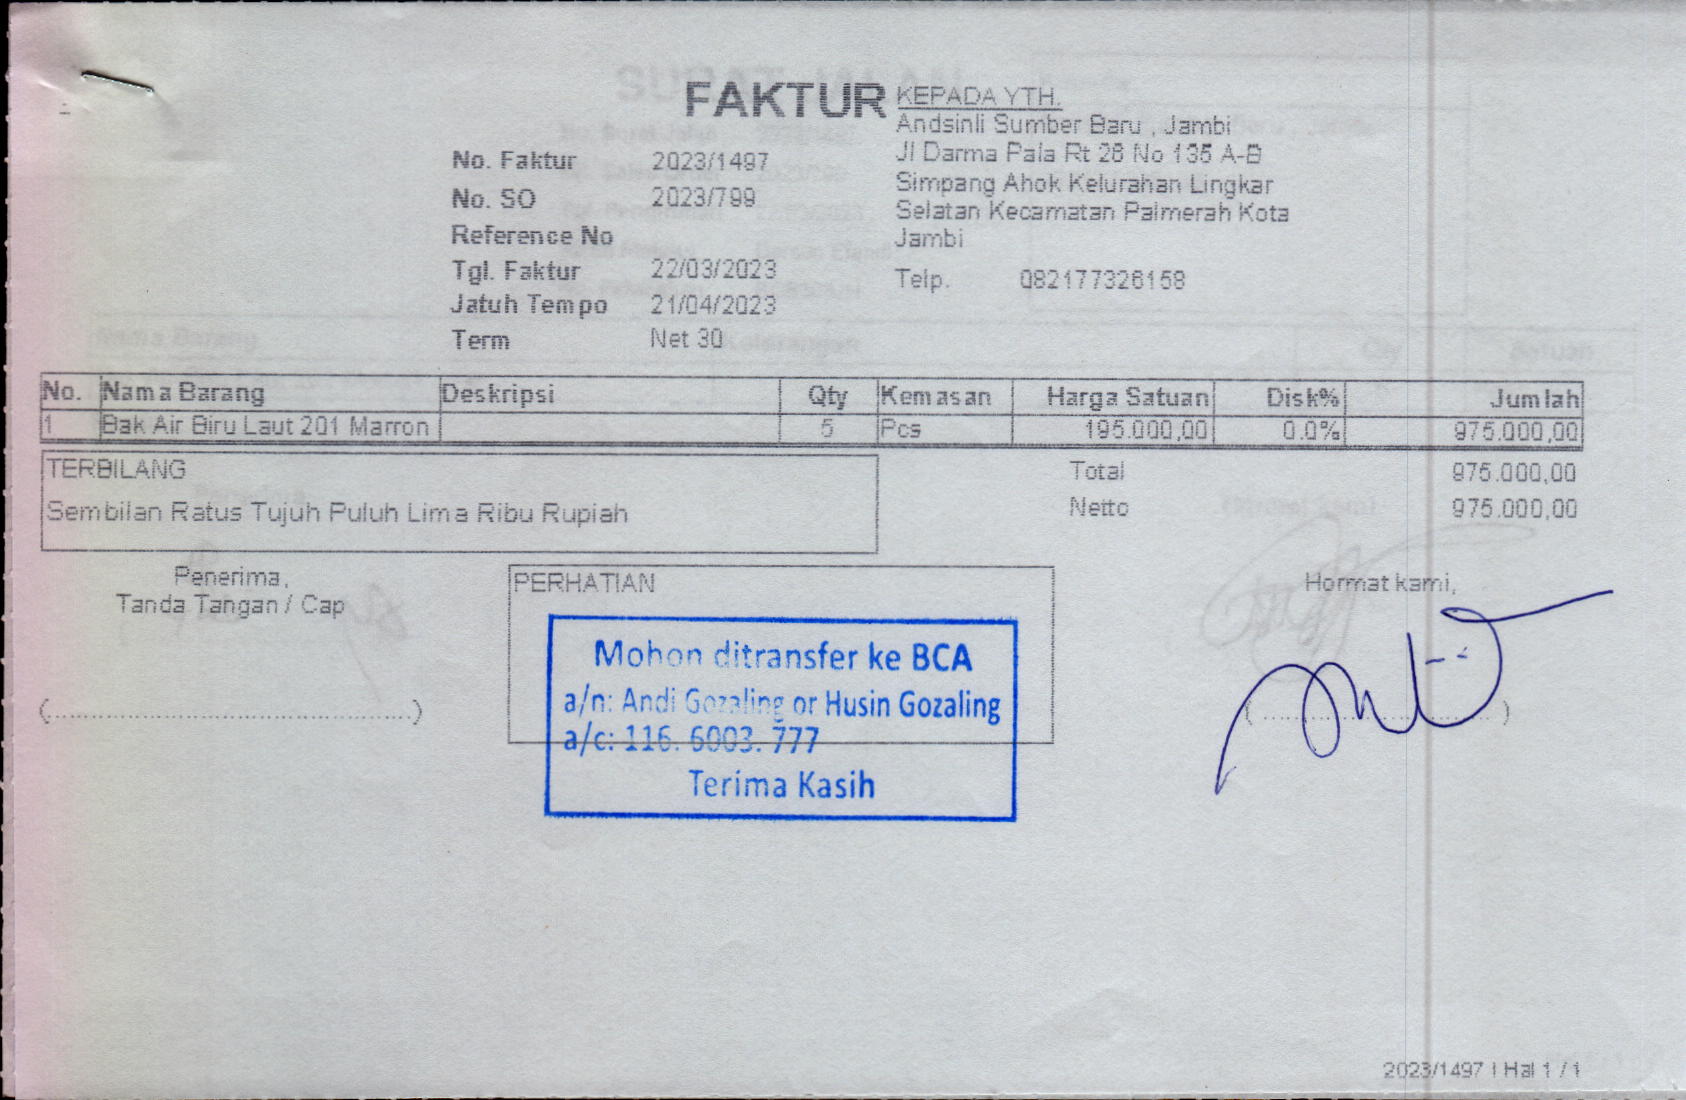 FAKTUR
No. Faktur 2023/1497
No. SO 2023/799
Reference No
Tgl. Faktur 22/03/2023
Jatuh Tempo 21/04/2023
Term Net 30
KEPADA YTH.
Andsinli Sumber Baru , Jambi
Jl Darma Pala Rt 28 No 135 A-B
Simpang Ahok Kelurahan Lingkar
Selatan Kecamatan Palmerah Kota
Jambi
Telp. 082177326158
No. Nama Barang Deskripsi Qty Kemasan Harga Satuan Disk% Jumlah
1 Bak Air Biru Laut 201 Marron 5 Pcs 195.000,00 0.0% 975.000,00
TERBILANG
Sembilan Ratus Tujuh Puluh Lima Ribu Rupiah
Total 975.000,00
Netto 975.000,00
Penerima,
Tanda Tangan / Cap
(..........................................)
PERHATIAN
Mohon ditransfer ke BCA
a/n: Andi Gozaling or Husin Gozaling
a/c: 116. 6003. 777
Terima Kasih
Hormat kami,
(..............................)
2023/1497 | Hal 1 / 1